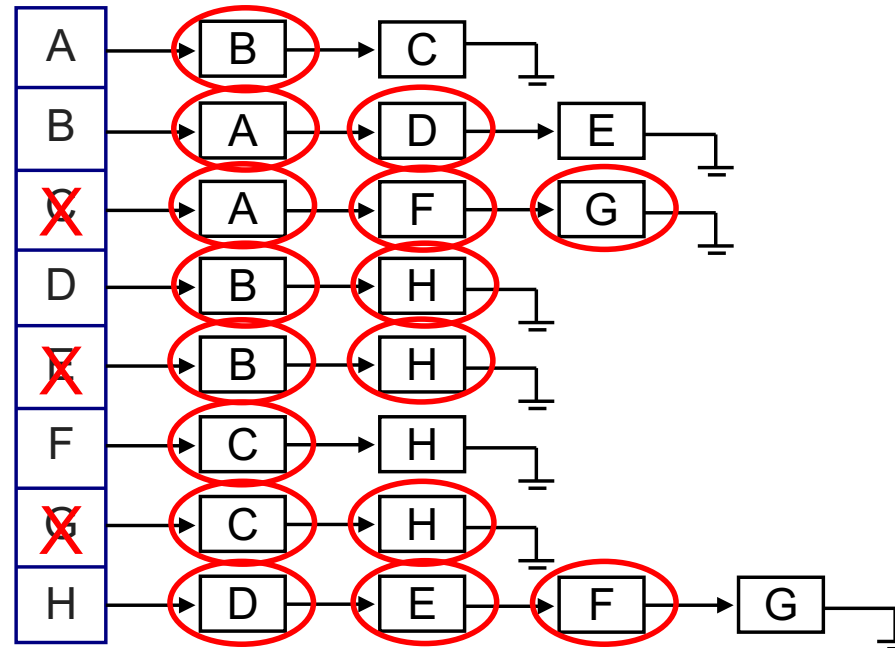 A B C
B A D E
C A F G
D B H
E B H
F C H
G C H
H D E F G